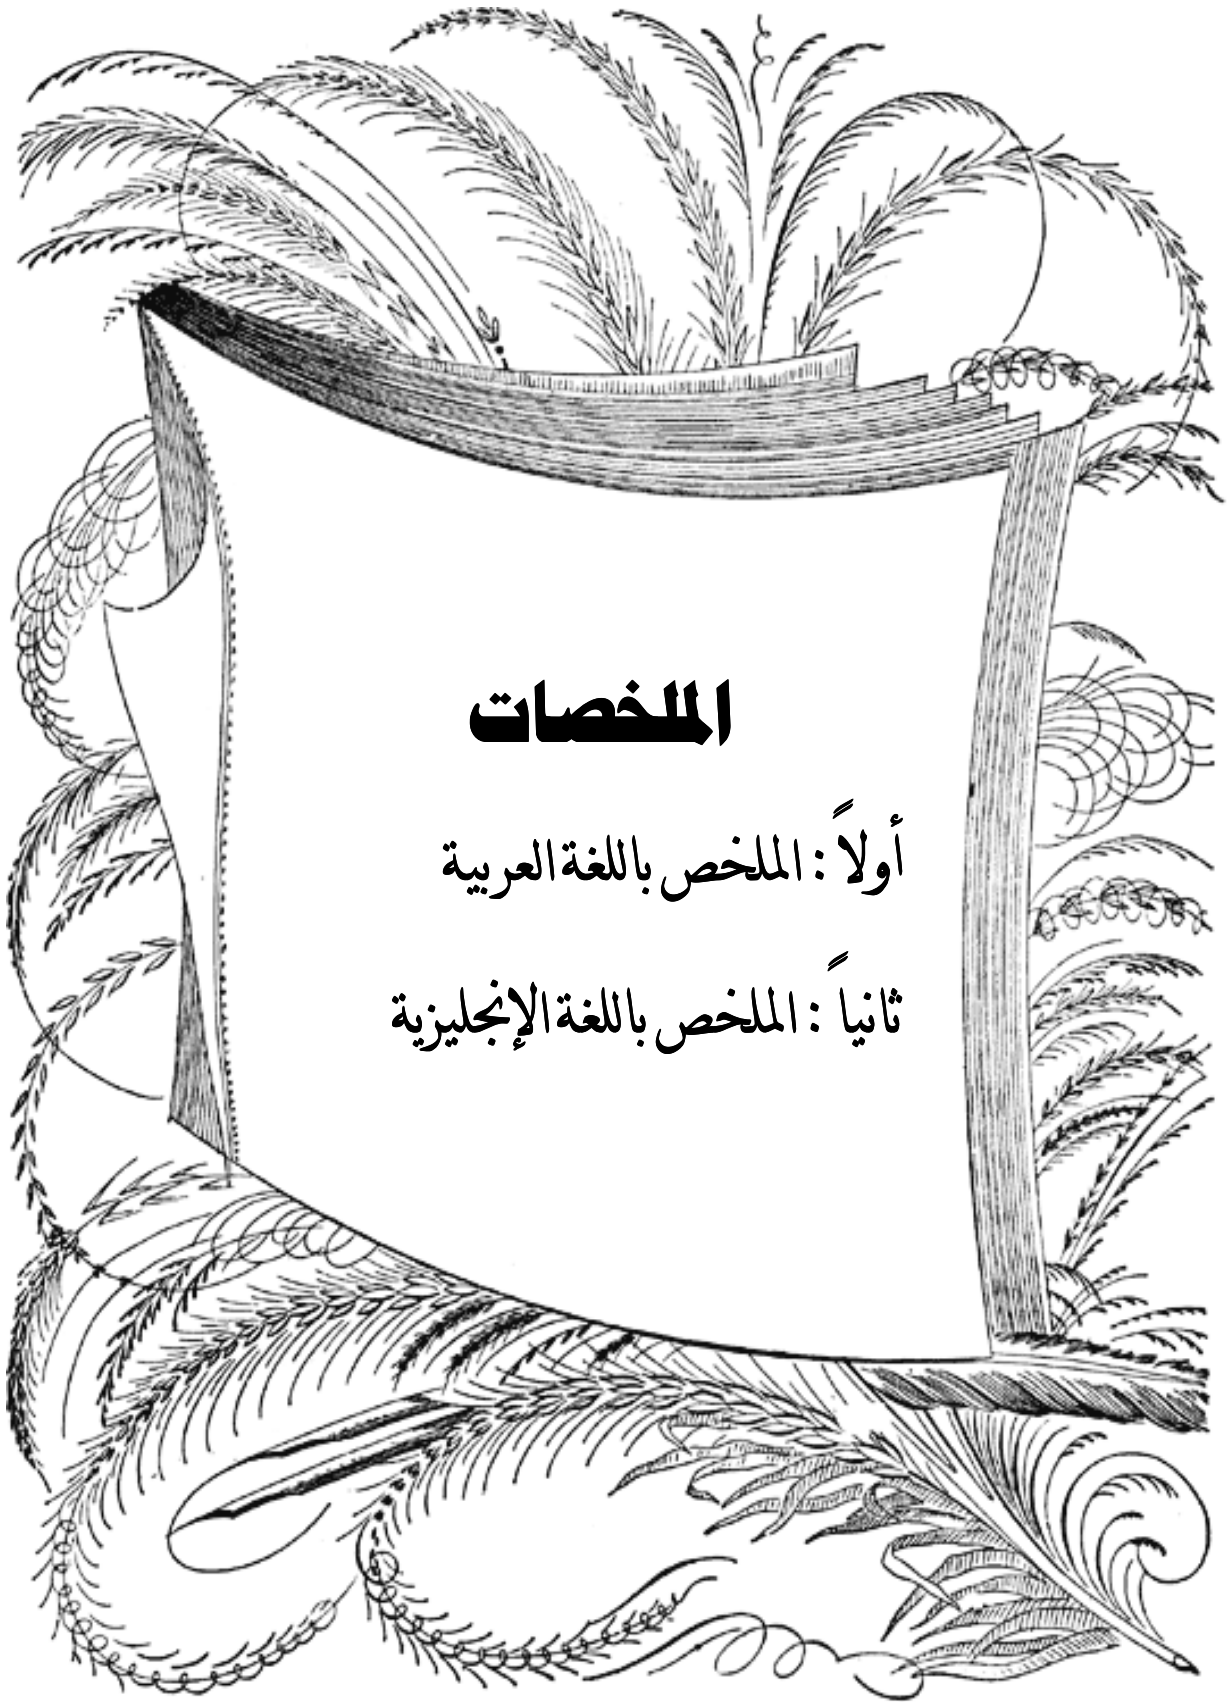 الملخصات
أولاً : الملخص باللغة العربية
ثانياً : الملخص باللغة الإنجليزية